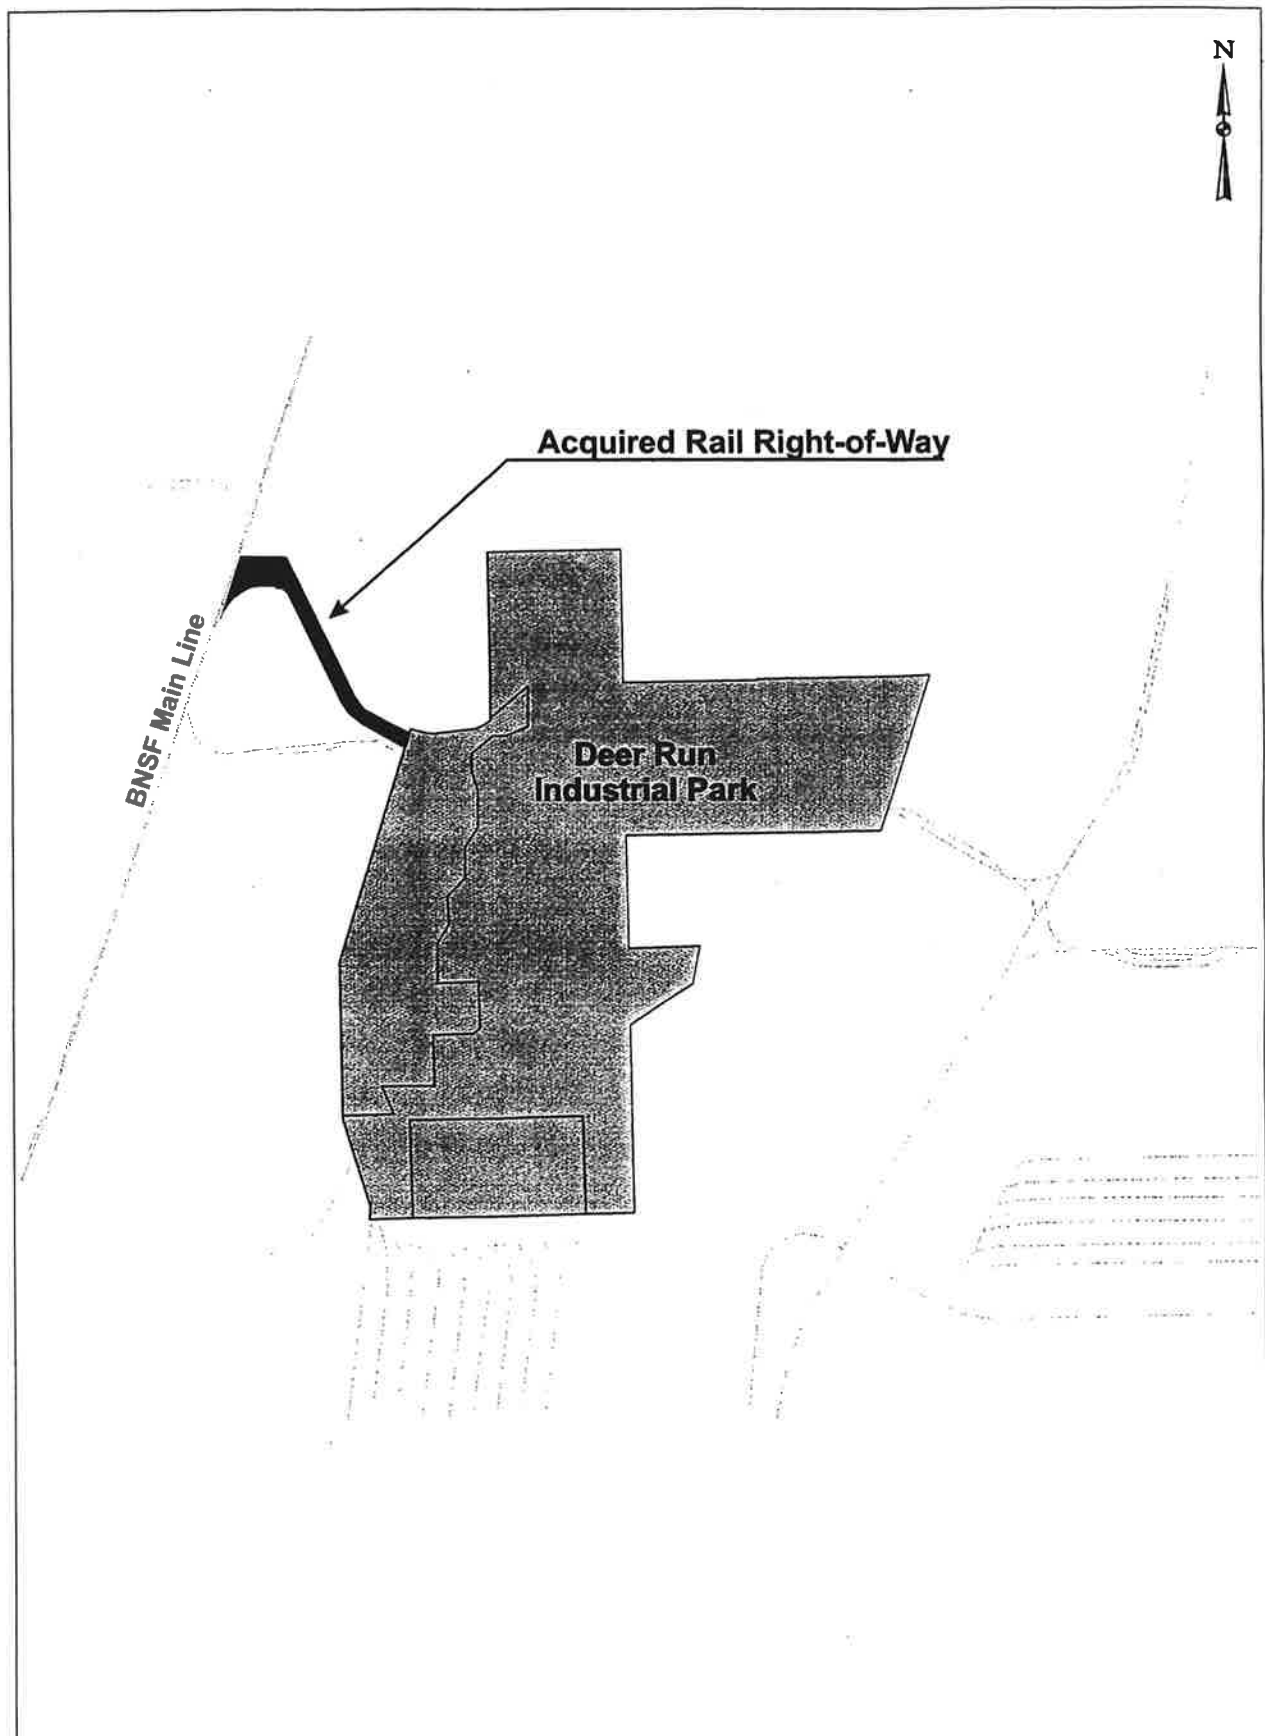 N
Acquired Rail Right-of-Way
BNSF Main Line
Deer Run
Industrial Park